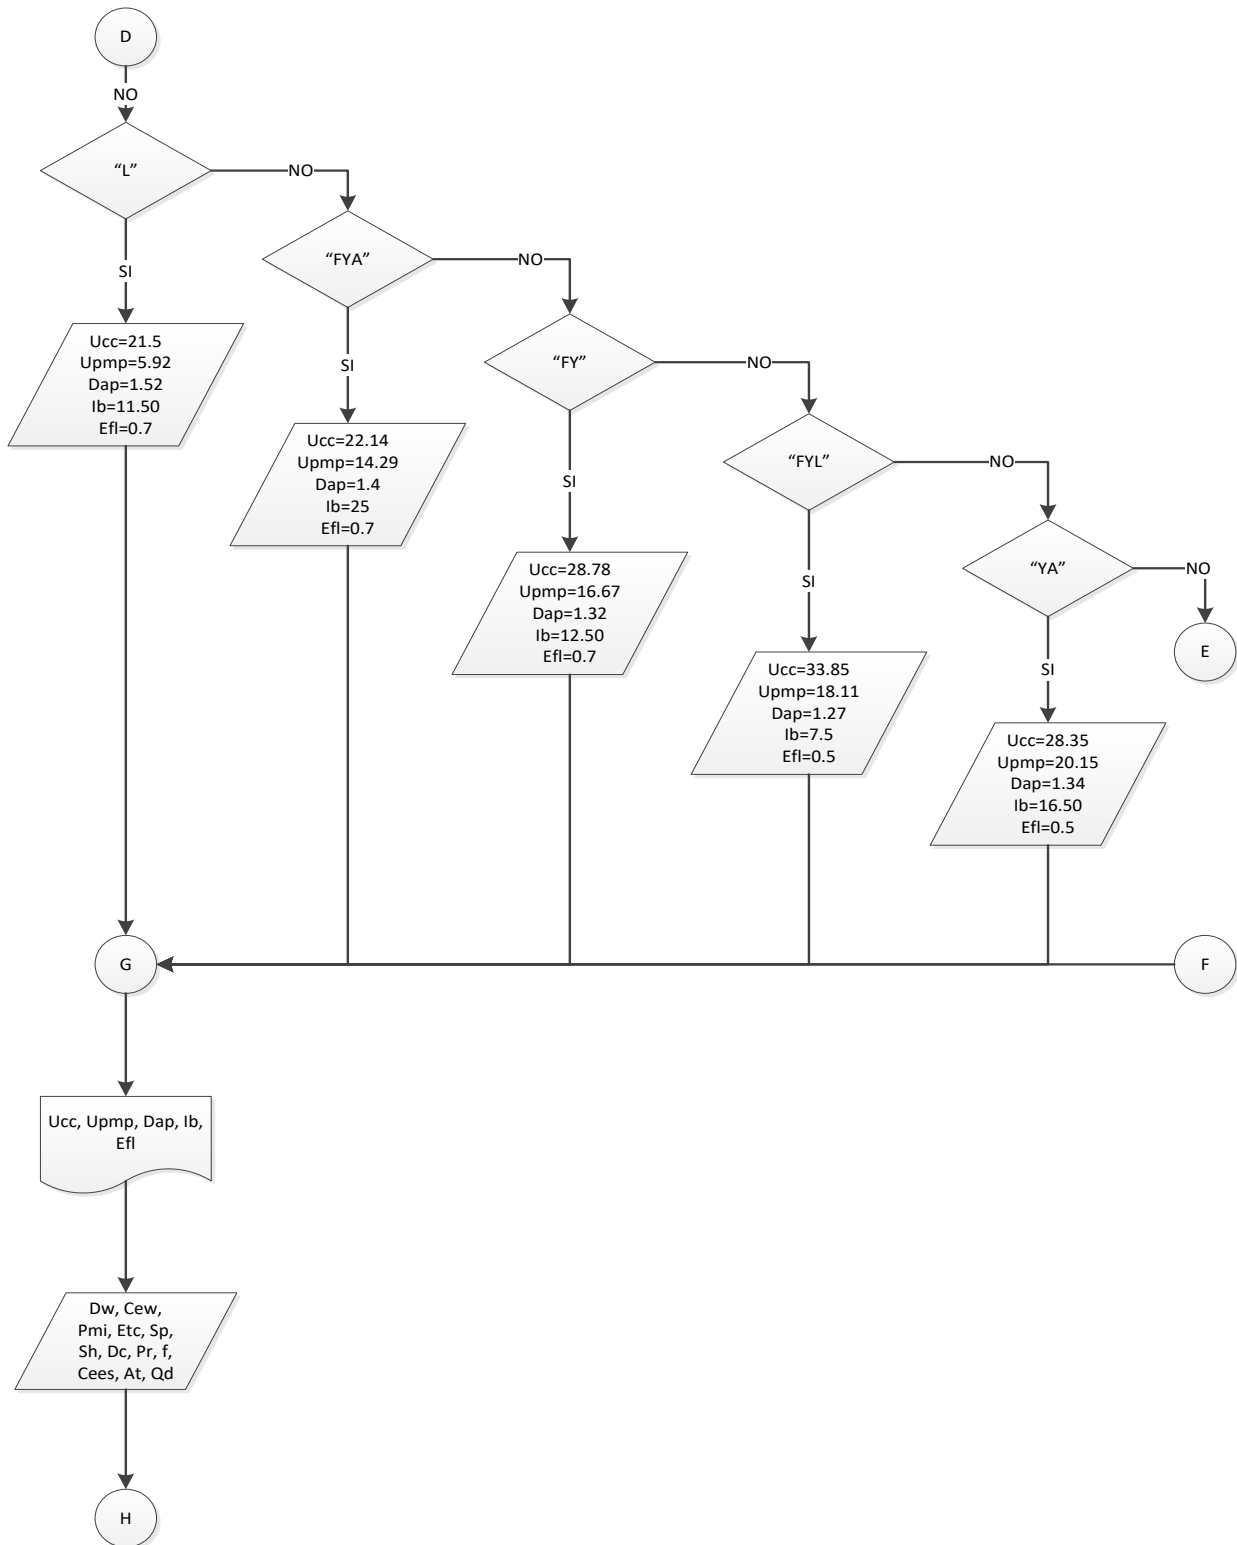 D
NO
“L”
NO
SI
“FYA”
NO
SI
“FY”
NO
SI
“FYL”
NO
SI
“YA”
NO
SI
E
Ucc=21.5
Upmp=5.92
Dap=1.52
Ib=11.50
Efl=0.7
Ucc=22.14
Upmp=14.29
Dap=1.4
Ib=25
Efl=0.7
Ucc=28.78
Upmp=16.67
Dap=1.32
Ib=12.50
Efl=0.7
Ucc=33.85
Upmp=18.11
Dap=1.27
Ib=7.5
Efl=0.5
Ucc=28.35
Upmp=20.15
Dap=1.34
Ib=16.50
Efl=0.5
G
F
Ucc, Upmp, Dap, Ib,
Efl
Dw, Cew,
Pmi, Etc, Sp,
Sh, Dc, Pr, f,
Cees, At, Qd
H